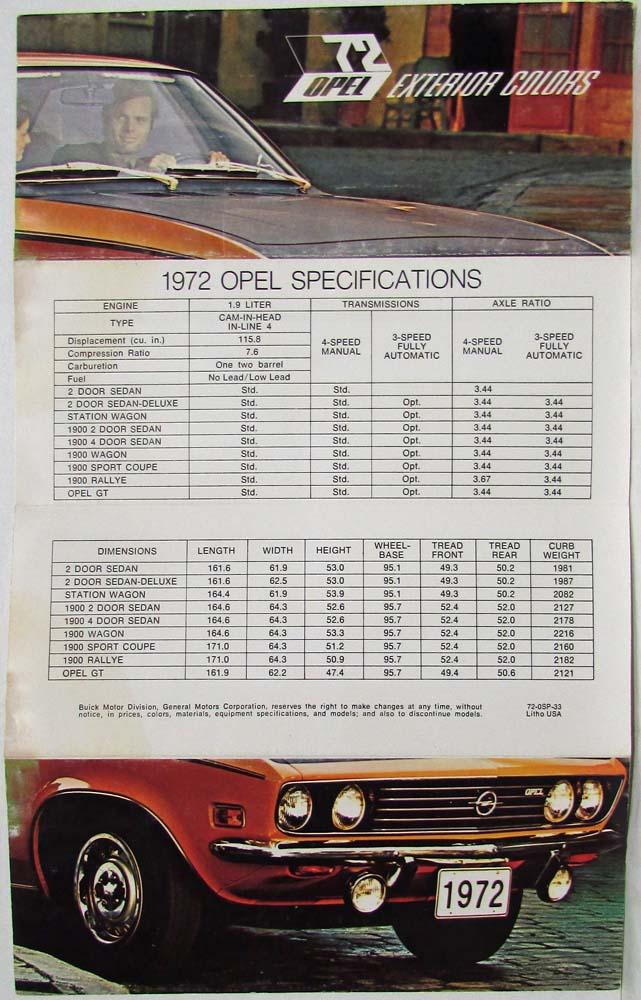 72
OPEL EXTERIOR COLORS
1972 OPEL SPECIFICATIONS
ENGINE 1.9 LITER TRANSMISSIONS AXLE RATIO
TYPE CAM-IN-HEAD IN-LINE 4 4-SPEED MANUAL 3-SPEED FULLY AUTOMATIC 4-SPEED MANUAL 3-SPEED FULLY AUTOMATIC
Displacement (cu. in.) 115.8
Compression Ratio 7.6
Carburetion One two barrel
Fuel No Lead/Low Lead
2 DOOR SEDAN Std. Std. 3.44
2 DOOR SEDAN-DELUXE Std. Std. Opt. 3.44 3.44
STATION WAGON Std. Std. Opt. 3.44 3.44
1900 2 DOOR SEDAN Std. Std. Opt. 3.44 3.44
1900 4 DOOR SEDAN Std. Std. Opt. 3.44 3.44
1900 WAGON Std. Std. Opt. 3.44 3.44
1900 SPORT COUPE Std. Std. Opt. 3.44 3.44
1900 RALLYE Std. Std. Opt. 3.67 3.44
OPEL GT Std. Std. Opt. 3.44 3.44
DIMENSIONS LENGTH WIDTH HEIGHT WHEEL-BASE TREAD FRONT TREAD REAR CURB WEIGHT
2 DOOR SEDAN 161.6 61.9 53.0 95.1 49.3 50.2 1981
2 DOOR SEDAN-DELUXE 161.6 62.5 53.0 95.1 49.3 50.2 1987
STATION WAGON 164.4 61.9 53.9 95.1 49.3 50.2 2082
1900 2 DOOR SEDAN 164.6 64.3 52.6 95.7 52.4 52.0 2127
1900 4 DOOR SEDAN 164.6 64.3 52.6 95.7 52.4 52.0 2178
1900 WAGON 164.6 64.3 53.3 95.7 52.4 52.0 2216
1900 SPORT COUPE 171.0 64.3 51.2 95.7 52.4 52.0 2160
1900 RALLYE 171.0 64.3 50.9 95.7 52.4 52.0 2182
OPEL GT 161.9 62.2 47.4 95.7 49.4 50.6 2121
Buick Motor Division, General Motors Corporation, reserves the right to make changes at any time, without
notice, in prices, colors, materials, equipment specifications, and models; and also to discontinue models.
72-OSP-33
Litho USA
OPEL
1972